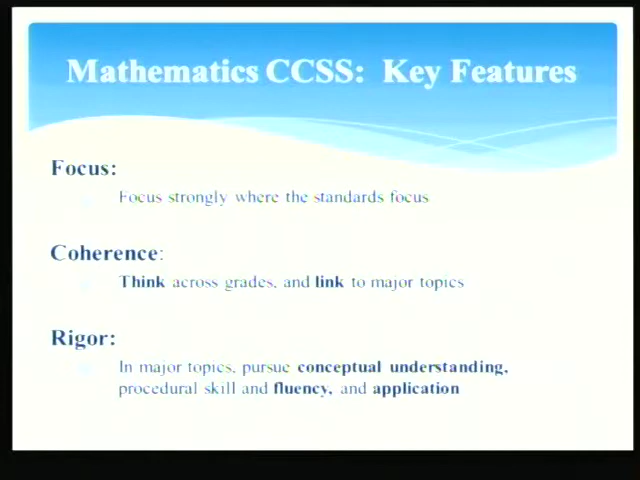 Mathematics CCSS: Key Features
Focus:
Focus strongly where the standards focus
Coherence:
Think across grades, and link to major topics
Rigor:
In major topics, pursue conceptual understanding,
procedural skill and fluency, and application